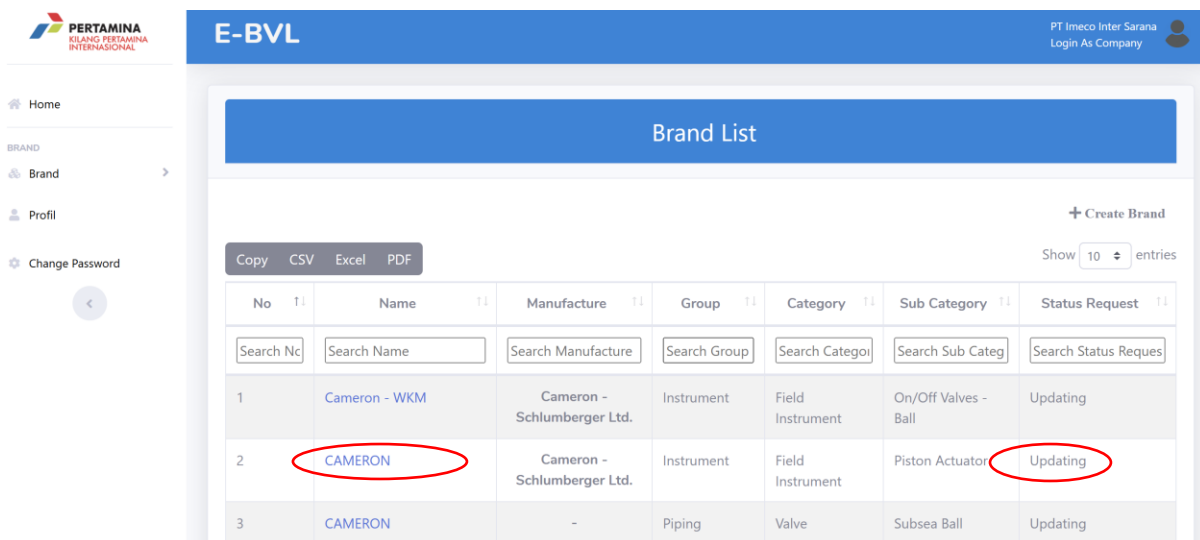 PERTAMINA
KILANG PERTAMINA
INTERNASIONAL
E-BVL
PT Imeco Inter Sarana
Login As Company
Home
BRAND
Brand
Profil
Change Password
Brand List
+ Create Brand
Copy CSV Excel PDF
Show 10 entries
No Name Manufacture Group Category Sub Category Status Request
Search Nc Search Name Search Manufacture Search Group Search Categoi Search Sub Categ Search Status Reques
1 Cameron - WKM Cameron - Instrument Field On/Off Valves - Updating
Schlumberger Ltd. Instrument Ball
2 CAMERON Cameron - Instrument Field Piston Actuator Updating
Schlumberger Ltd. Instrument
3 CAMERON - Piping Valve Subsea Ball Updating